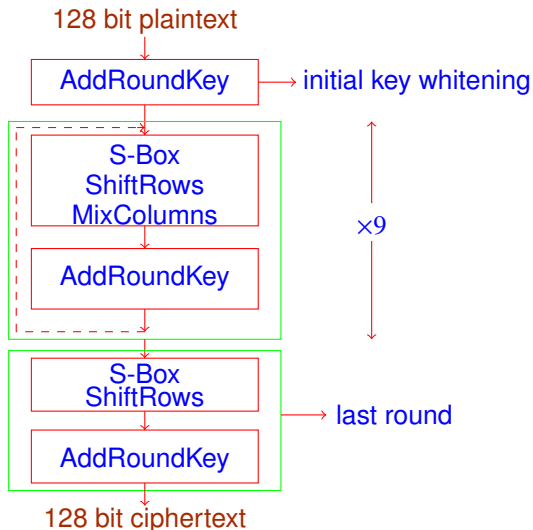 128 bit plaintext
AddRoundKey
initial key whitening
S-Box
ShiftRows
MixColumns
×9
AddRoundKey
S-Box
ShiftRows
last round
AddRoundKey
128 bit ciphertext